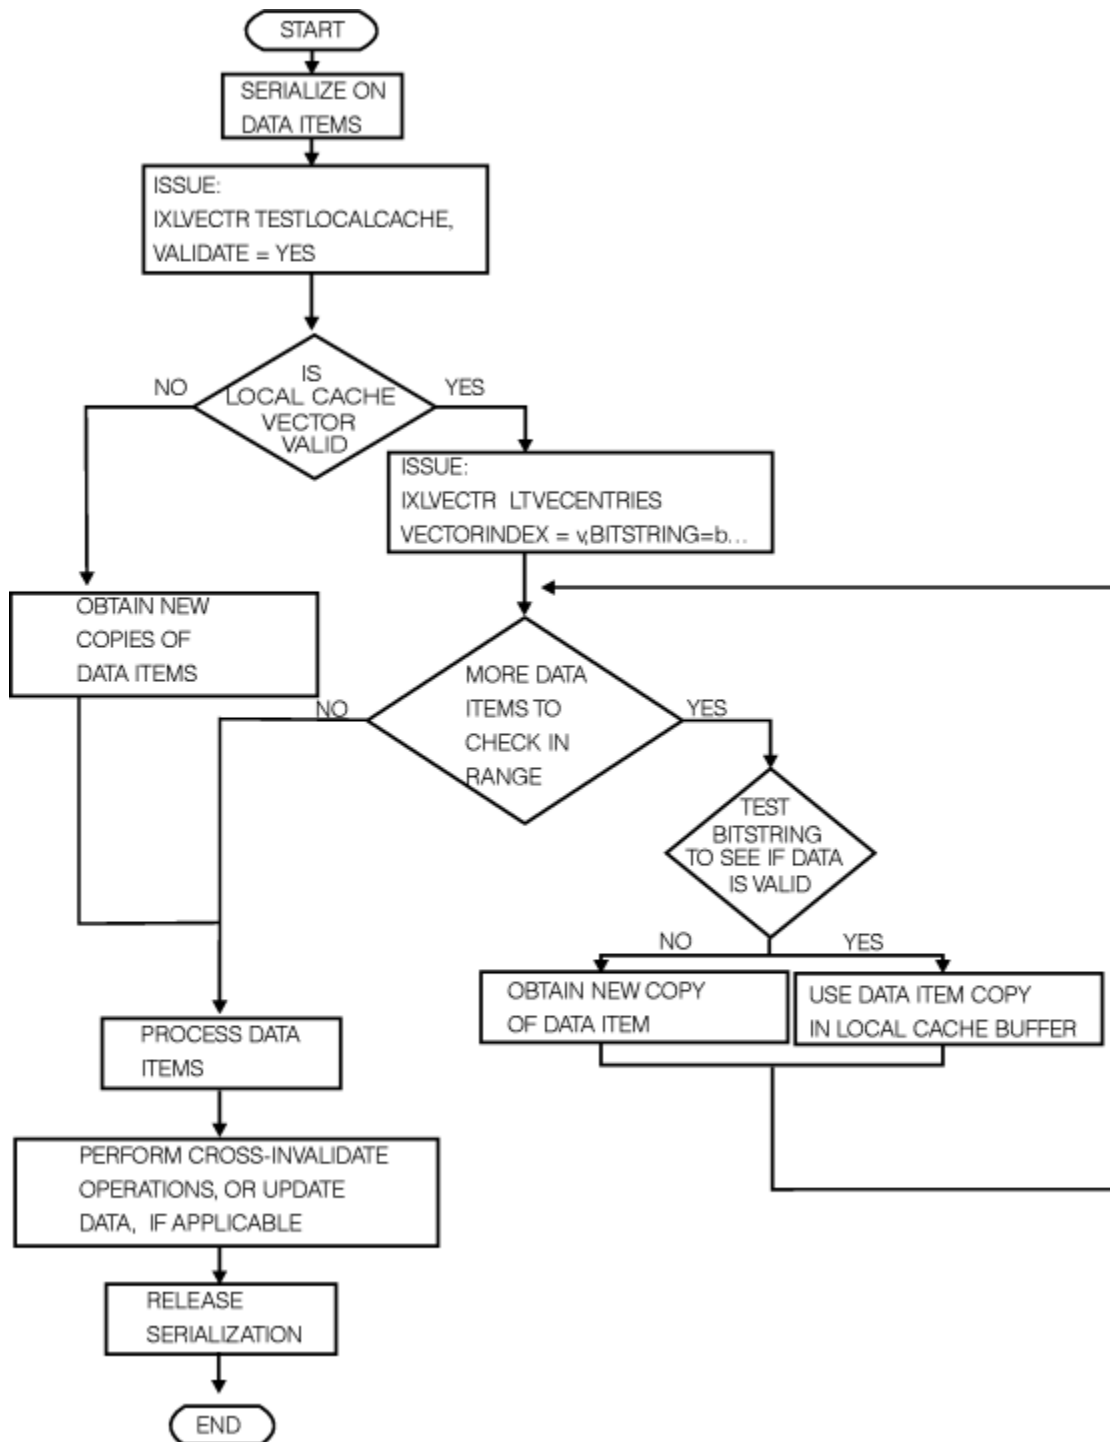 START
SERIALIZE ON
DATA ITEMS
ISSUE:
IXLVECTR TESTLOCALCACHE,
VALIDATE = YES
IS
LOCAL CACHE
VECTOR
VALID
NO
YES
ISSUE:
IXLVECTR LTVECENTRIES
VECTORINDEX = v,BITSTRING=b...
OBTAIN NEW
COPIES OF
DATA ITEMS
MORE DATA
ITEMS TO
CHECK IN
RANGE
NO
YES
TEST
BITSTRING
TO SEE IF DATA
IS VALID
NO
YES
OBTAIN NEW COPY
OF DATA ITEM
USE DATA ITEM COPY
IN LOCAL CACHE BUFFER
PROCESS DATA
ITEMS
PERFORM CROSS-INVALIDATE
OPERATIONS, OR UPDATE
DATA, IF APPLICABLE
RELEASE
SERIALIZATION
END